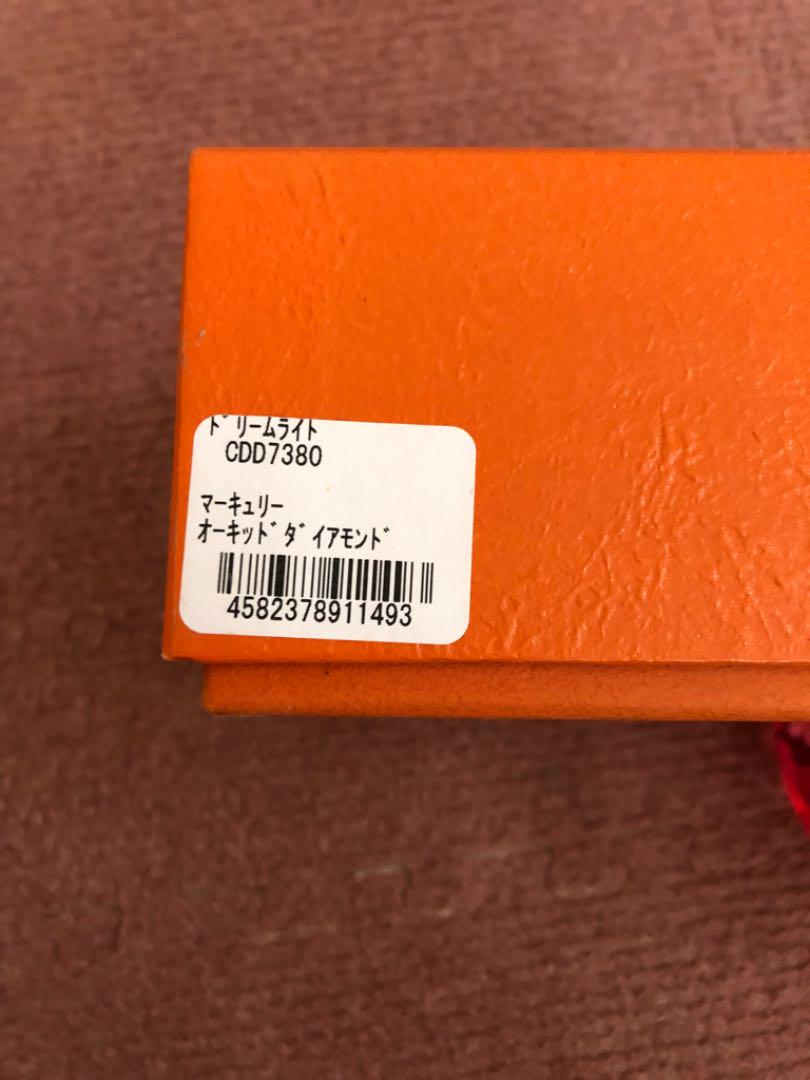 ﾄﾞﾘｰﾑﾗｲﾄ
CDD7380
ﾏｰｷｭﾘｰ
ｵｰｷｯﾄﾞﾀﾞｲｱﾓﾝﾄﾞ
4582378911493